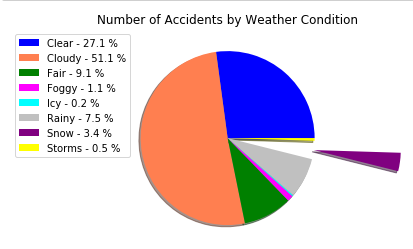 Number of Accidents by Weather Condition
Clear - 27.1 %
Cloudy - 51.1 %
Fair - 9.1 %
Foggy - 1.1 %
Icy - 0.2 %
Rainy - 7.5 %
Snow - 3.4 %
Storms - 0.5 %